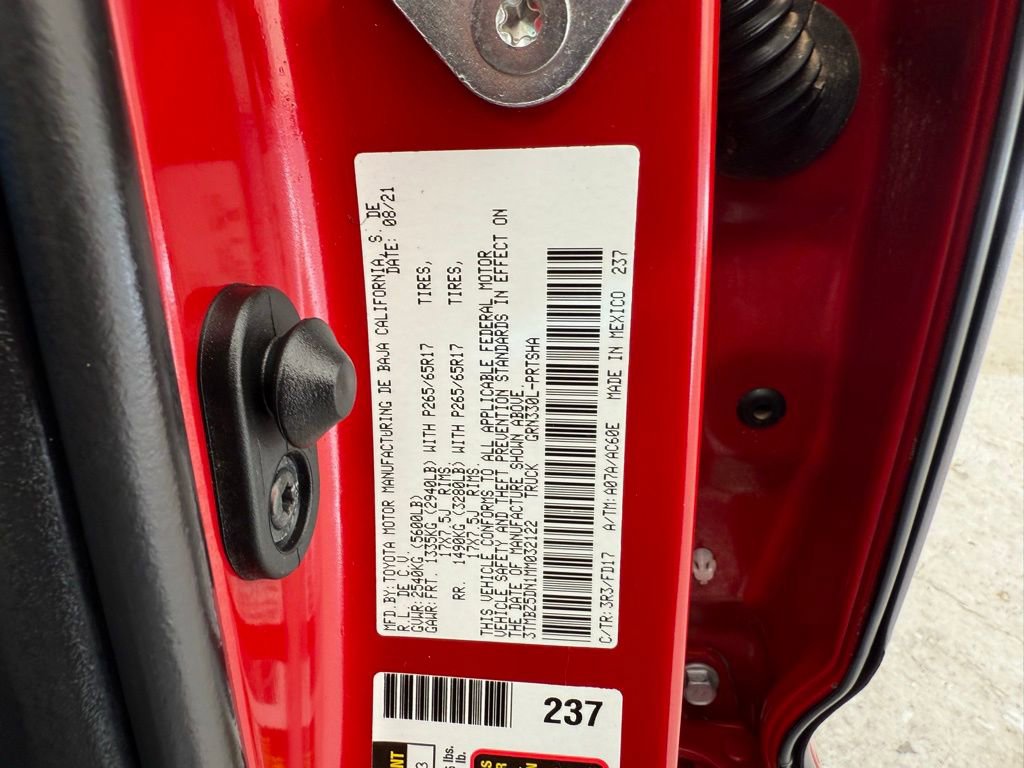 MFD.BY:TOYOTA MOTOR MANUFACTURING DE BAJA CALIFORNIA, S. DE
R.L. DE C.V. DATE: 08/21
GVWR: 2540KG (5600LB)
GAWR:FRT. 1335KG (2940LB) WITH P265/65R17 TIRES,
17X7.5J RIMS
RR. 1490KG (3280LB) WITH P265/65R17 TIRES,
17X7.5J RIMS
THIS VEHICLE CONFORMS TO ALL APPLICABLE FEDERAL MOTOR
VEHICLE SAFETY AND THEFT PREVENTION STANDARDS IN EFFECT ON
THE DATE OF MANUFACTURE SHOWN ABOVE.
3TMBZ5DN1MM032122 TRUCK GRN330L-PRTSHA
C/TR:3R3/FD17 A/TM:A07A/AC60E MADE IN MEXICO 237
237